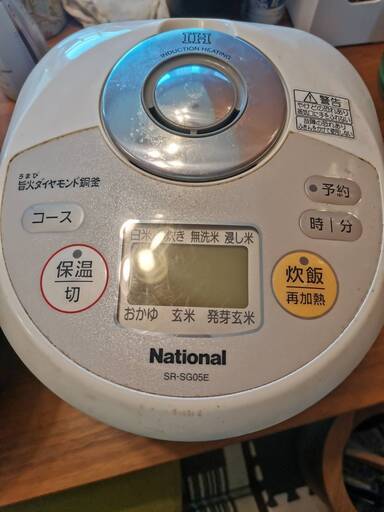 IH
INDUCTION HEATING
警告
うまび
旨火ダイヤモンド銅釜
コース
予約
時 分
保温
切
白米 炊き 無洗米 浸し米
おかゆ 玄米 発芽玄米
炊飯
再加熱
National
SR-SG05E